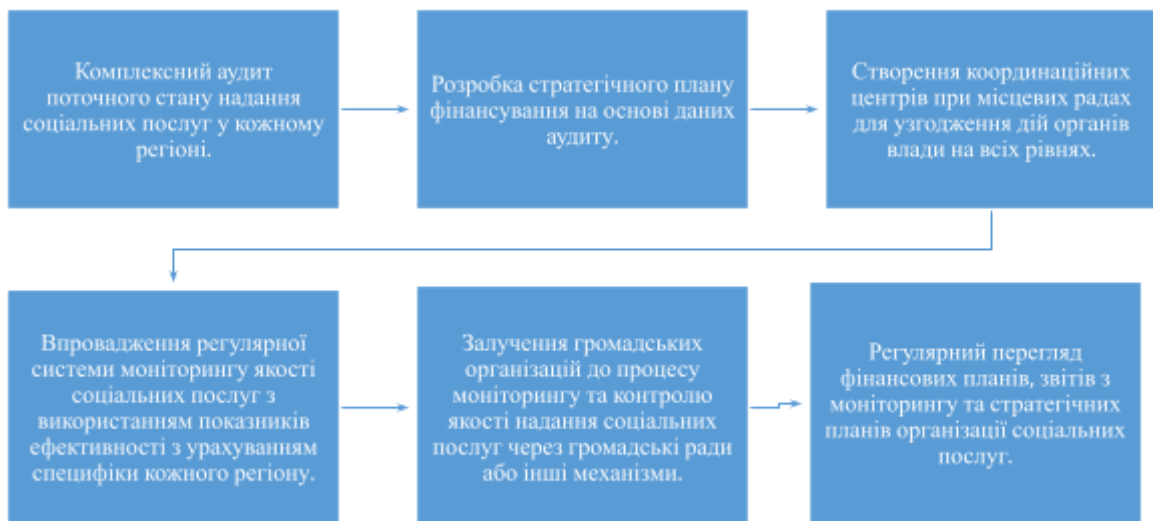 Комплексний аудит
поточного стану надання
соціальних послуг у кожному
регіоні.
Розробка стратегічного плану
фінансування на основі даних
аудиту.
Створення координаційних
центрів при місцевих радах
для узгодження дій органів
влади на всіх рівнях.
Впровадження регулярної
системи моніторингу якості
соціальних послуг з
використанням показників
ефективності з урахуванням
специфіки кожного регіону.
Залучення громадських
організацій до процесу
моніторингу та контролю
якості надання соціальних
послуг через громадські ради
або інші механізми.
Регулярний перегляд
фінансових планів, звітів з
моніторингу та стратегічних
планів організації соціальних
послуг.